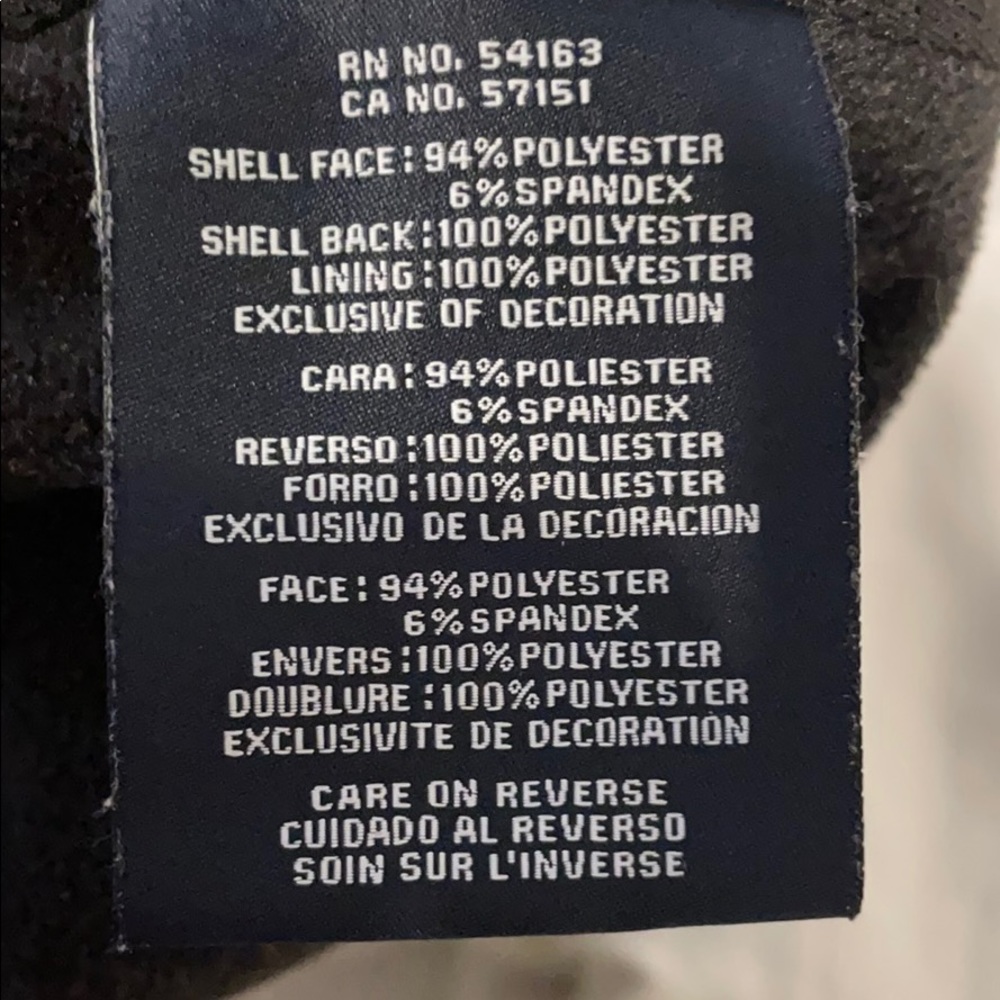 RN NO. 54163
CA NO. 57151
SHELL FACE: 94% POLYESTER
6% SPANDEX
SHELL BACK: 100% POLYESTER
LINING: 100% POLYESTER
EXCLUSIVE OF DECORATION
CARA: 94% POLIESTER
6% SPANDEX
REVERSO: 100% POLIESTER
FORRO: 100% POLIESTER
EXCLUSIVO DE LA DECORACION
FACE: 94% POLYESTER
6% SPANDEX
ENVERS: 100% POLYESTER
DOUBLURE: 100% POLYESTER
EXCLUSIVITE DE DECORATION
CARE ON REVERSE
CUIDADO AL REVERSO
SOIN SUR L'INVERSE